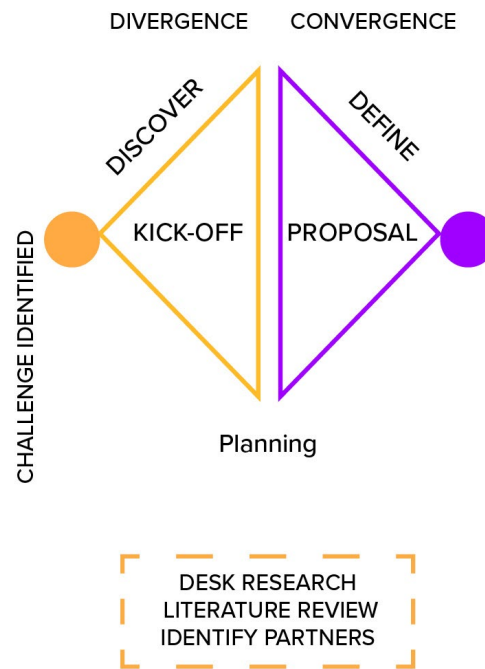 DIVERGENCE
CONVERGENCE
DISCOVER
DEFINE
KICK-OFF
PROPOSAL
CHALLENGE IDENTIFIED
Planning
DESK RESEARCH
LITERATURE REVIEW
IDENTIFY PARTNERS